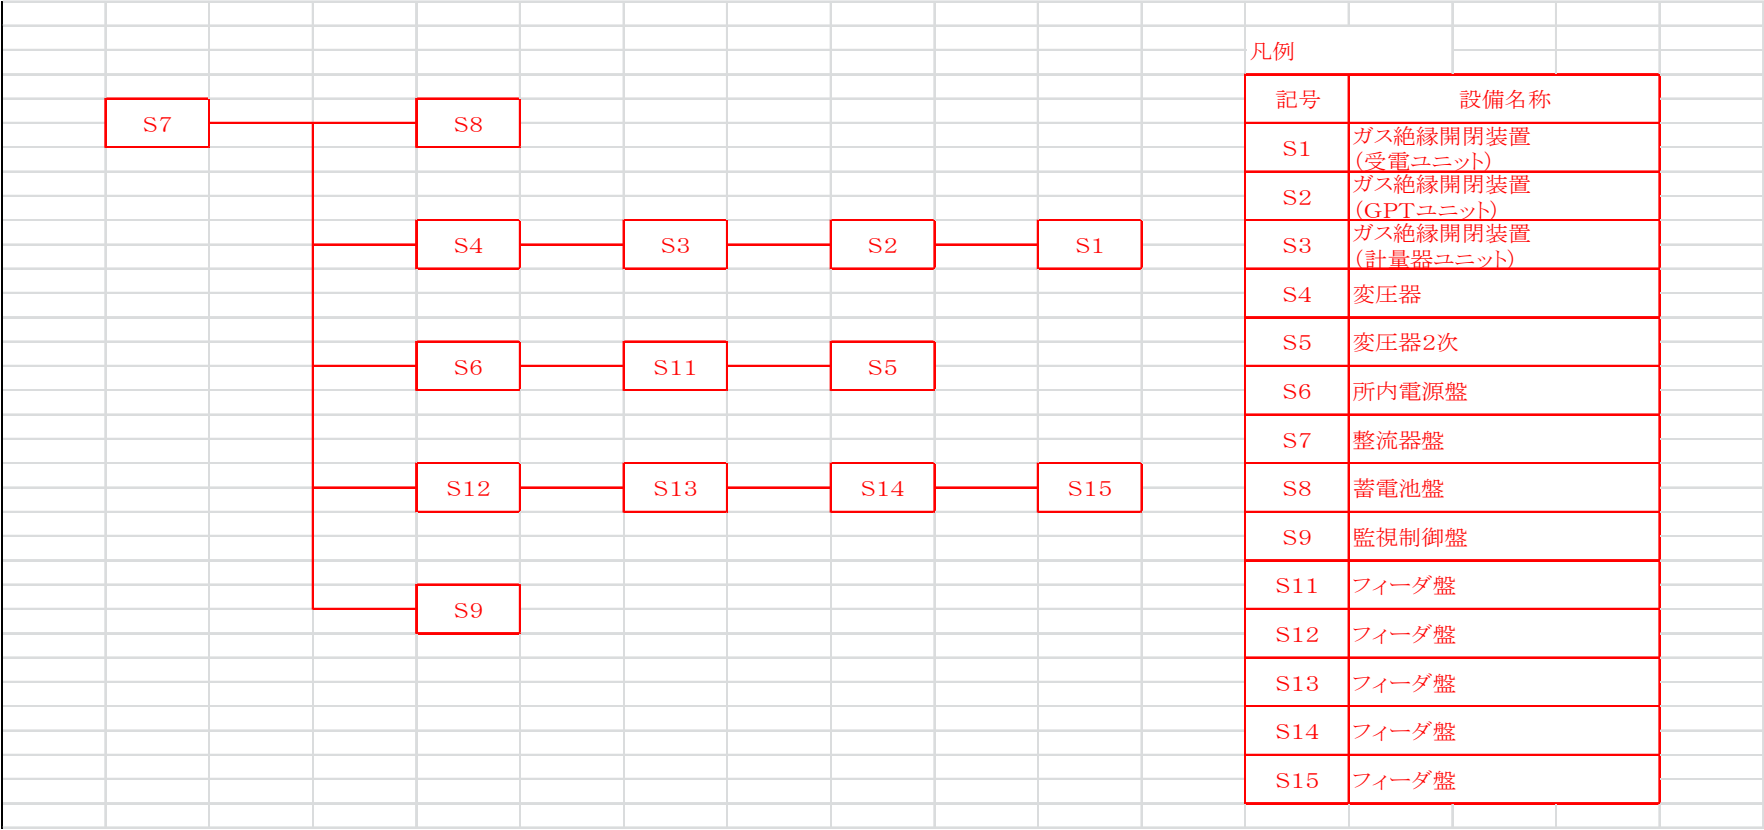 凡例
記号 設備名称
S7 S8
S1 ガス絶縁開閉装置
(受電ユニット)
S2 ガス絶縁開閉装置
(GPTユニット)
S4 S3 S2 S1
S3 ガス絶縁開閉装置
(計量器ユニット)
S4 変圧器
S5 変圧器2次
S6 S11 S5
S6 所内電源盤
S7 整流器盤
S12 S13 S14 S15
S8 蓄電池盤
S9 監視制御盤
S11 フィーダ盤
S9
S12 フィーダ盤
S13 フィーダ盤
S14 フィーダ盤
S15 フィーダ盤